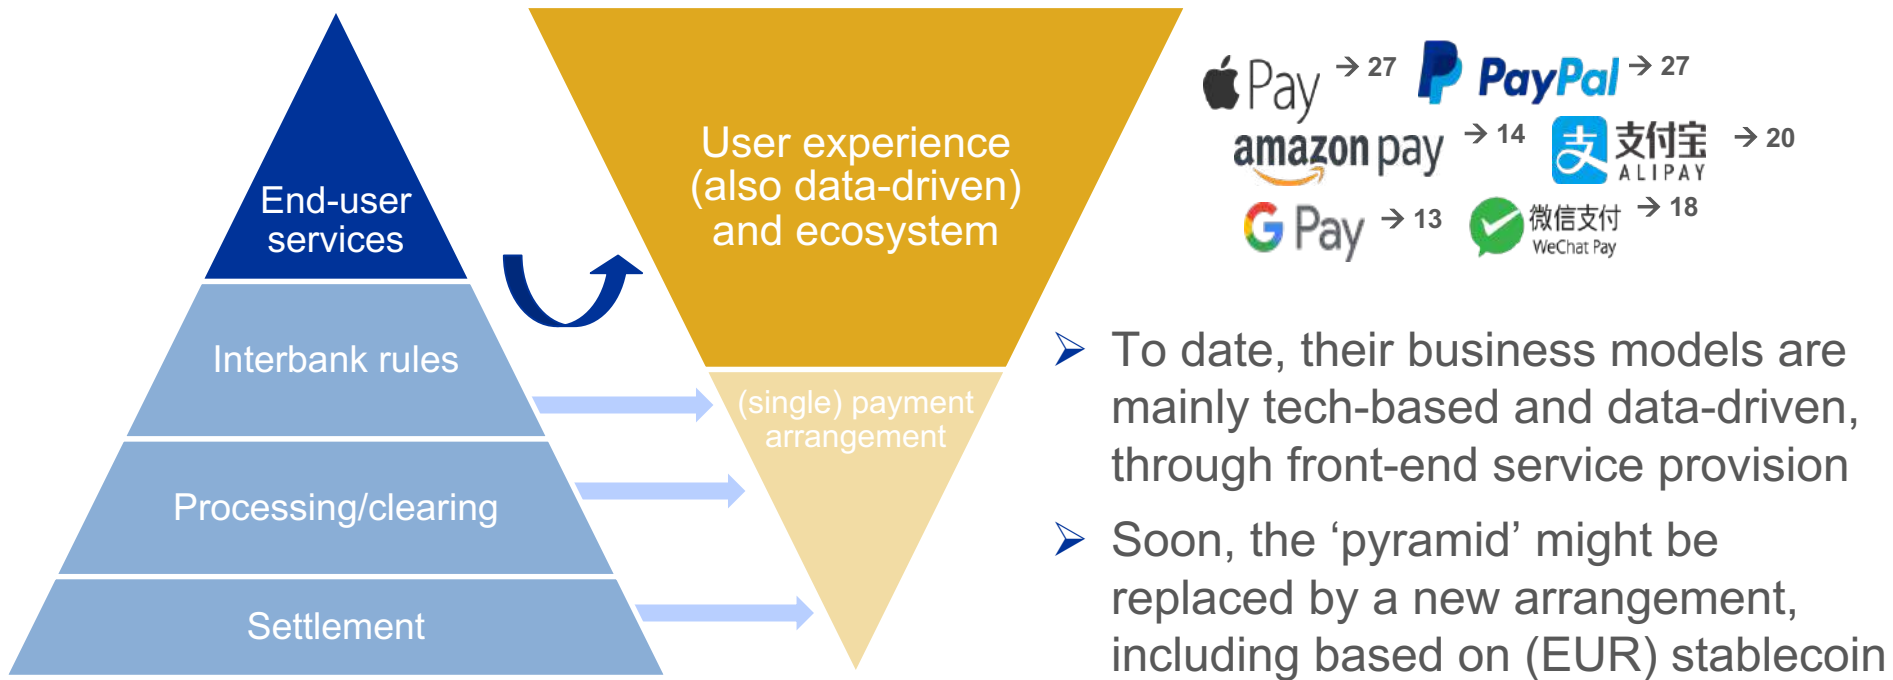 End-user
services
Interbank rules
Processing/clearing
Settlement
User experience
(also data-driven)
and ecosystem
(single) payment
arrangement
Pay → 27
PayPal → 27
amazon pay → 14
支 支付宝 → 20
ALIPAY
G Pay → 13
微信支付 → 18
WeChat Pay
➢ To date, their business models are
mainly tech-based and data-driven,
through front-end service provision
➢ Soon, the ‘pyramid’ might be
replaced by a new arrangement,
including based on (EUR) stablecoin